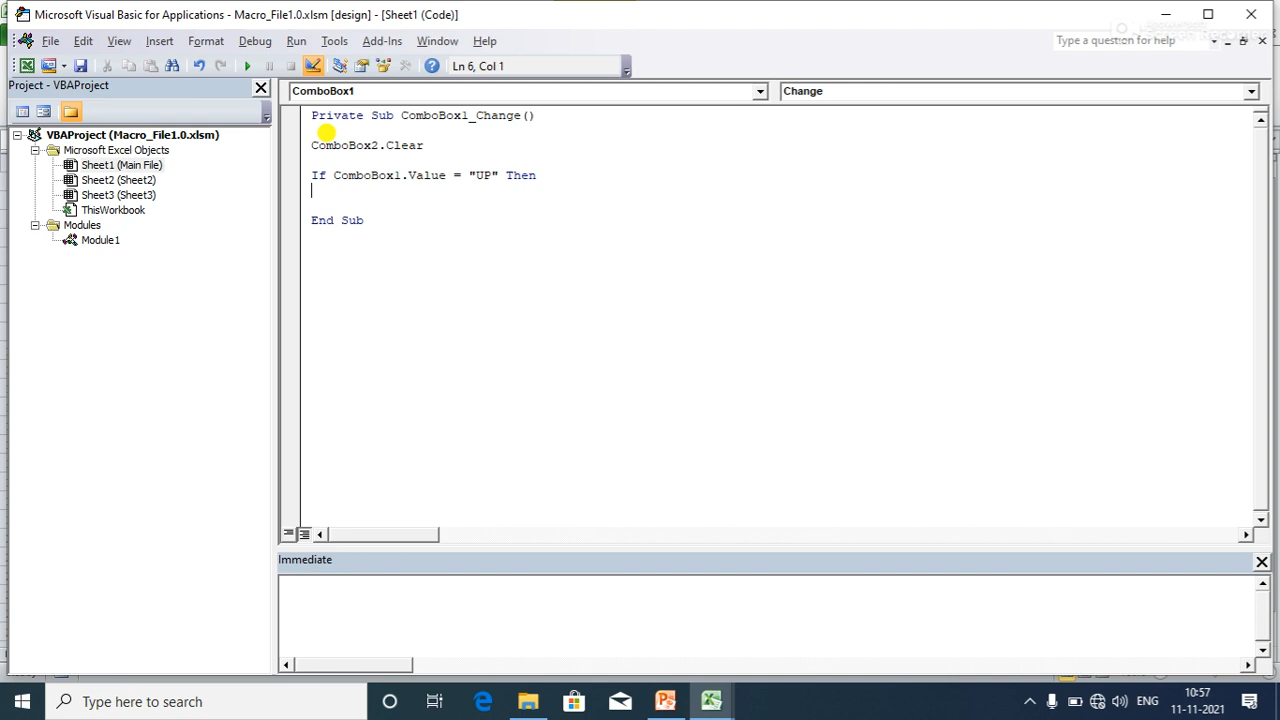 Microsoft Visual Basic for Applications - Macro_File1.0.xlsm [design] - [Sheet1 (Code)]
File Edit View Insert Format Debug Run Tools Add-Ins Window Help
Type a question for help
Ln 6, Col 1
Project - VBAProject
VBAProject (Macro_File1.0.xlsm)
Microsoft Excel Objects
Sheet1 (Main File)
Sheet2 (Sheet2)
Sheet3 (Sheet3)
ThisWorkbook
Modules
Module1
ComboBox1
Change
Private Sub ComboBox1_Change()
ComboBox2.Clear
If ComboBox1.Value = "UP" Then
End Sub
Immediate
Type here to search
ENG
10:57
11-11-2021